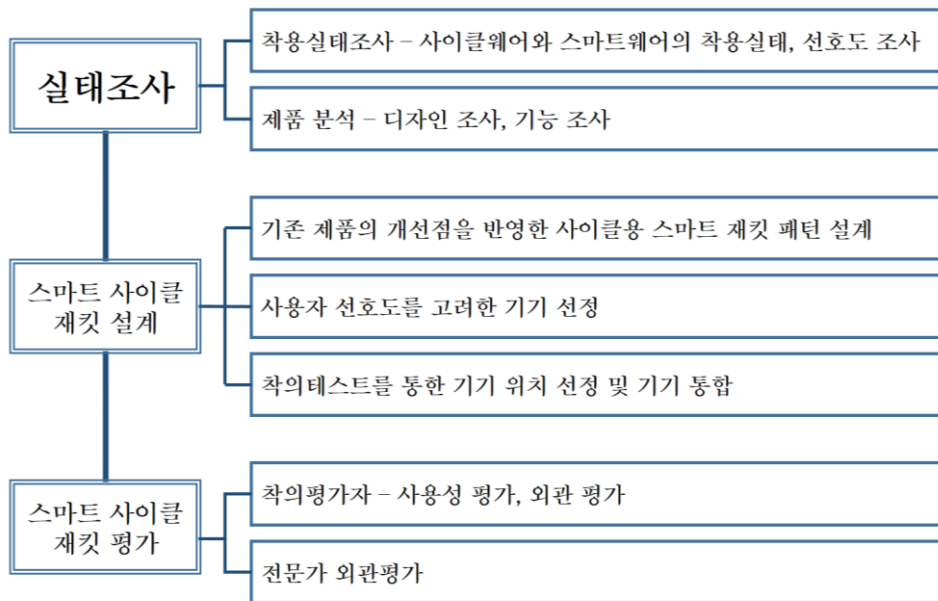 실태조사
착용실태조사 – 사이클웨어와 스마트웨어의 착용실태, 선호도 조사
제품 분석 – 디자인 조사, 기능 조사
스마트 사이클
재킷 설계
기존 제품의 개선점을 반영한 사이클용 스마트 재킷 패턴 설계
사용자 선호도를 고려한 기기 선정
착의테스트를 통한 기기 위치 선정 및 기기 통합
스마트 사이클
재킷 평가
착의평가자 – 사용성 평가, 외관 평가
전문가 외관평가